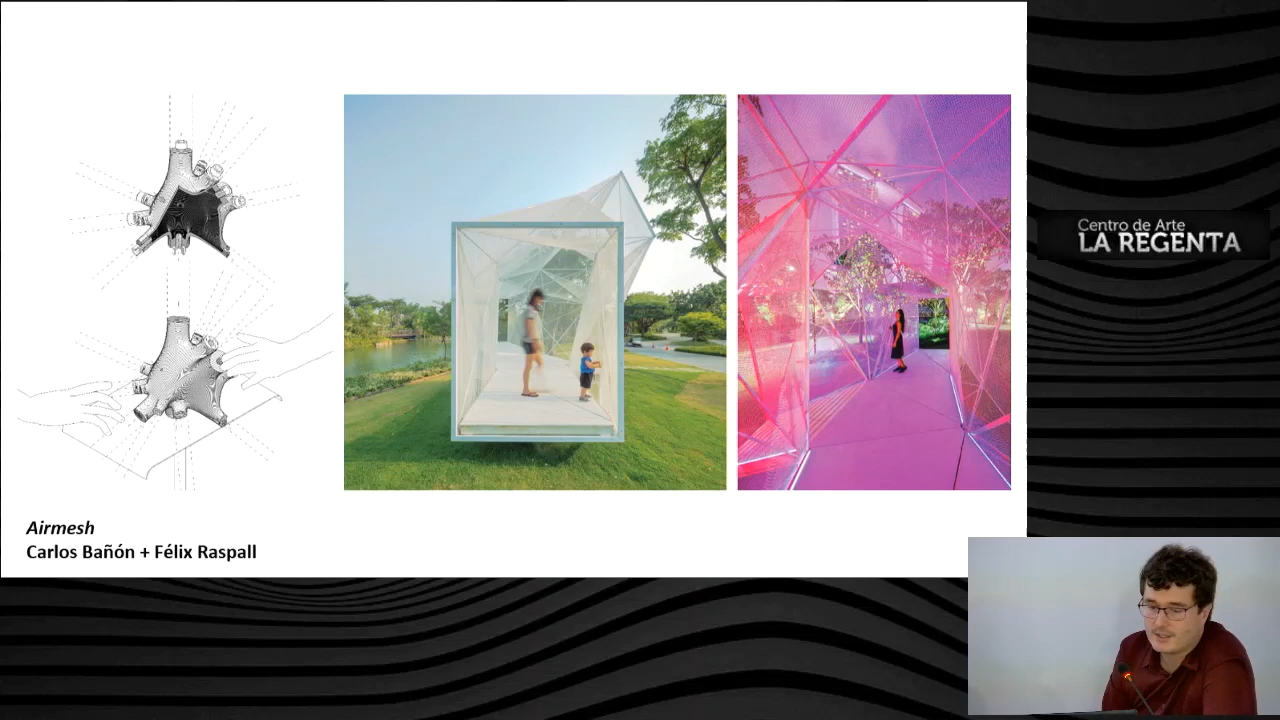 Centro de Arte
LA REGENTA
Airmesh
Carlos Bañón + Félix Raspall